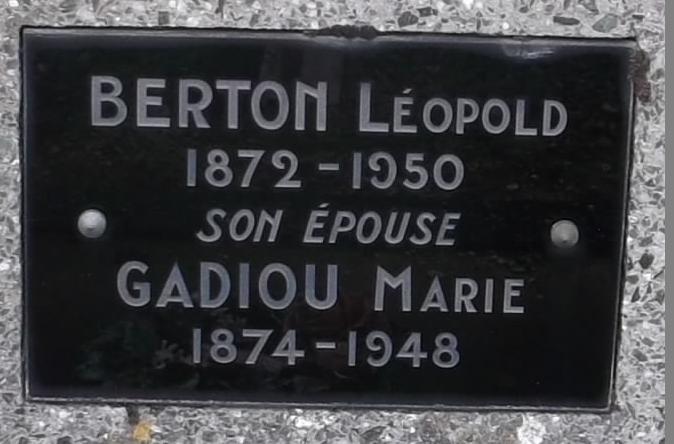 BERTON LÉOPOLD
1872-1950
SON ÉPOUSE
GADIOU MARIE
1874-1948